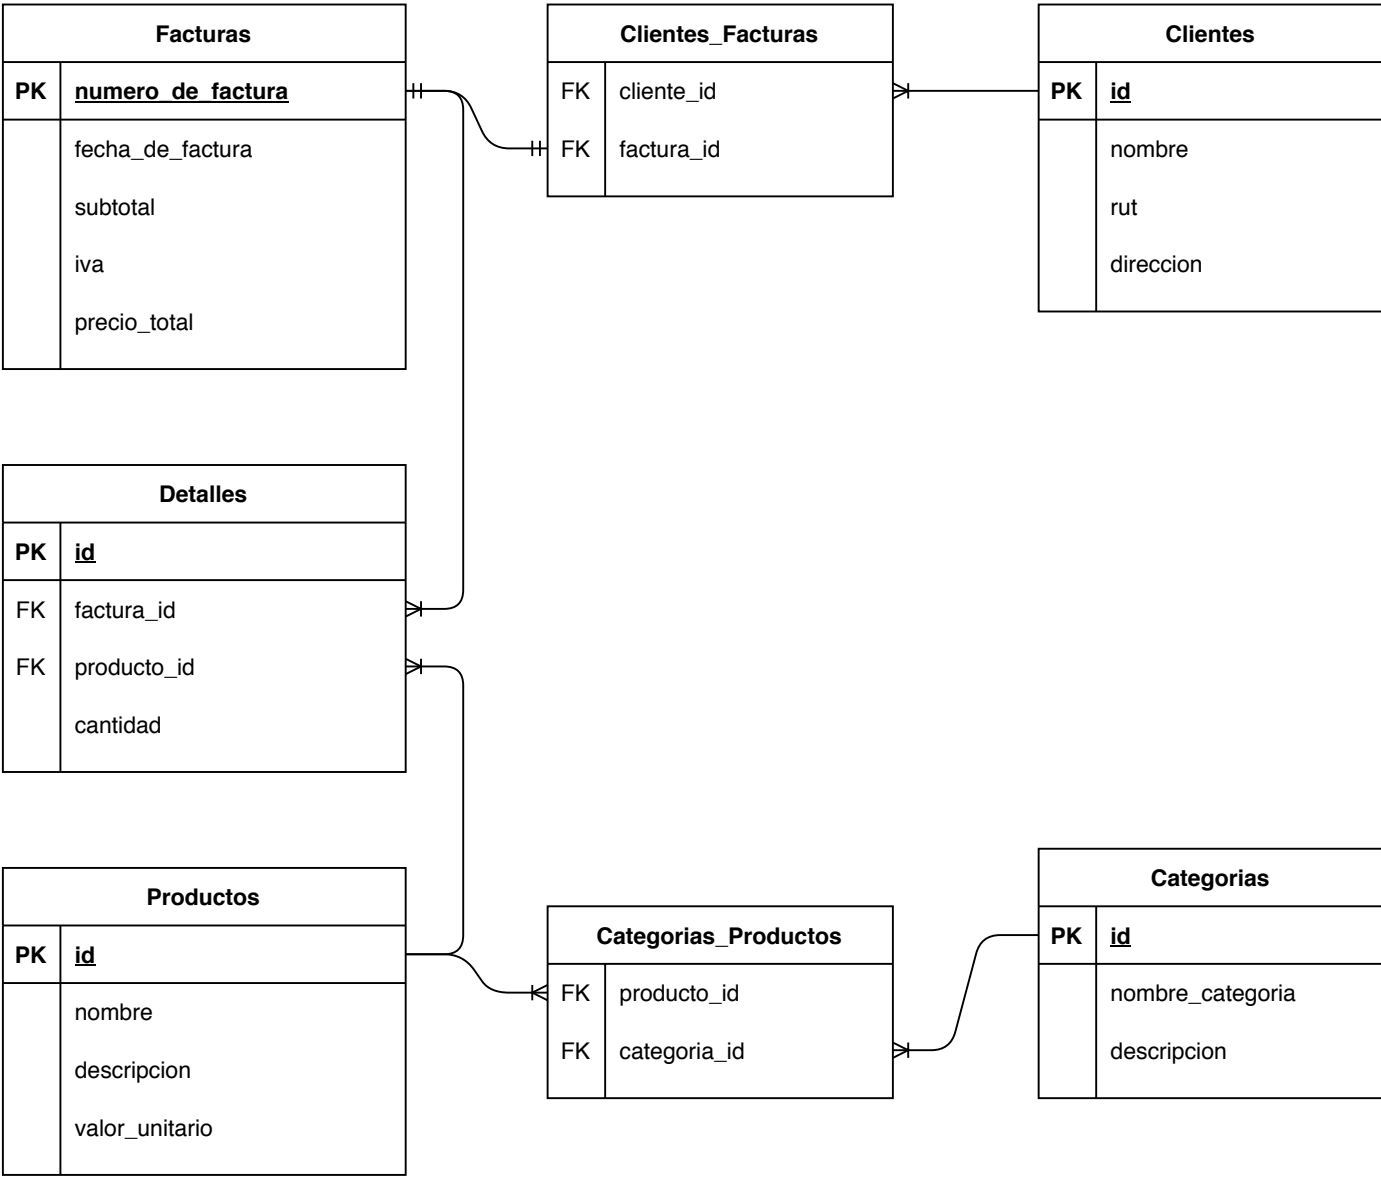 Facturas
PK numero_de_factura
fecha_de_factura
subtotal
iva
precio_total
Clientes_Facturas
FK cliente_id
FK factura_id
Clientes
PK id
nombre
rut
direccion
Detalles
PK id
FK factura_id
FK producto_id
cantidad
Productos
PK id
nombre
descripcion
valor_unitario
Categorias_Productos
FK producto_id
FK categoria_id
Categorias
PK id
nombre_categoria
descripcion